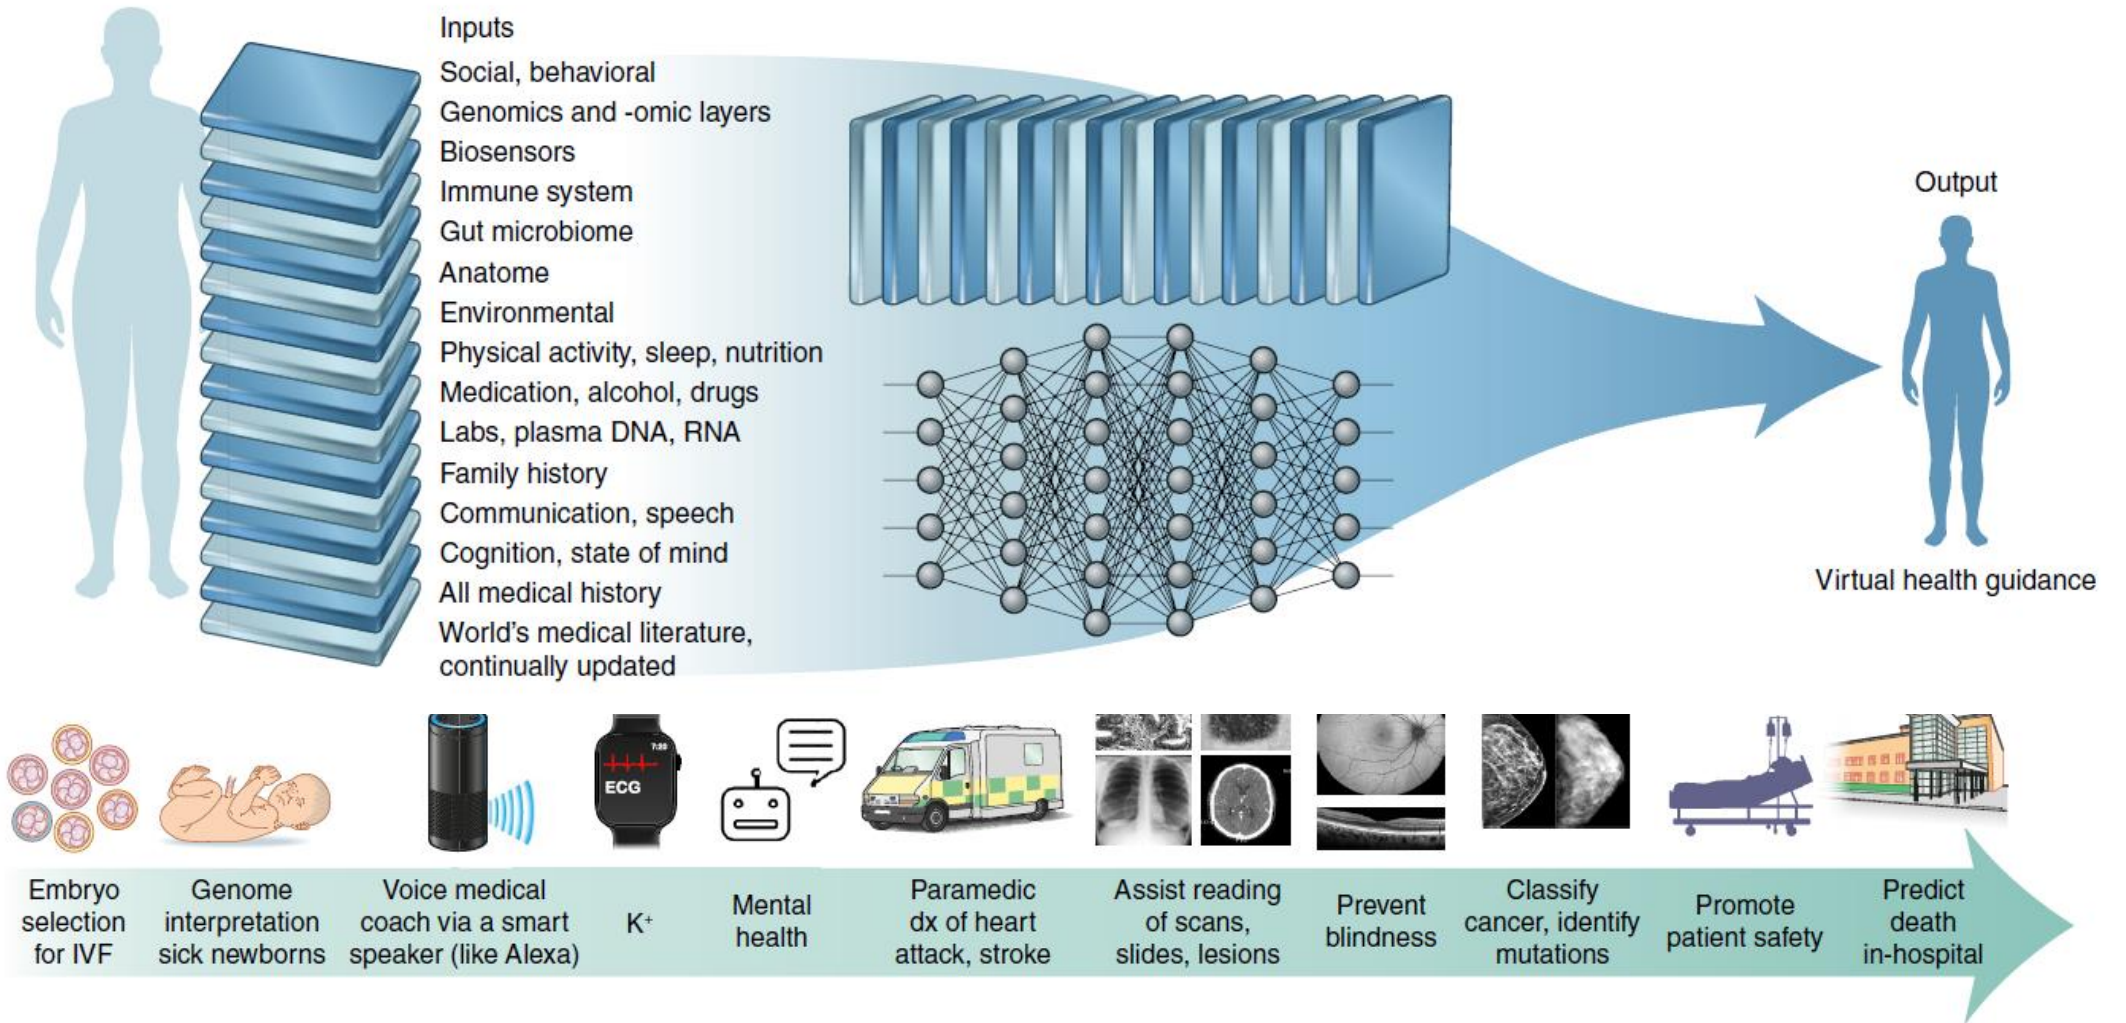 Inputs
Social, behavioral
Genomics and -omic layers
Biosensors
Immune system
Gut microbiome
Anatome
Environmental
Physical activity, sleep, nutrition
Medication, alcohol, drugs
Labs, plasma DNA, RNA
Family history
Communication, speech
Cognition, state of mind
All medical history
World's medical literature,
continually updated
Output
Virtual health guidance
7:20
ECG
Embryo
selection
for IVF
Genome
interpretation
sick newborns
Voice medical
coach via a smart
speaker (like Alexa)
K⁺
Mental
health
Paramedic
dx of heart
attack, stroke
Assist reading
of scans,
slides, lesions
Prevent
blindness
Classify
cancer, identify
mutations
Promote
patient safety
Predict
death
in-hospital